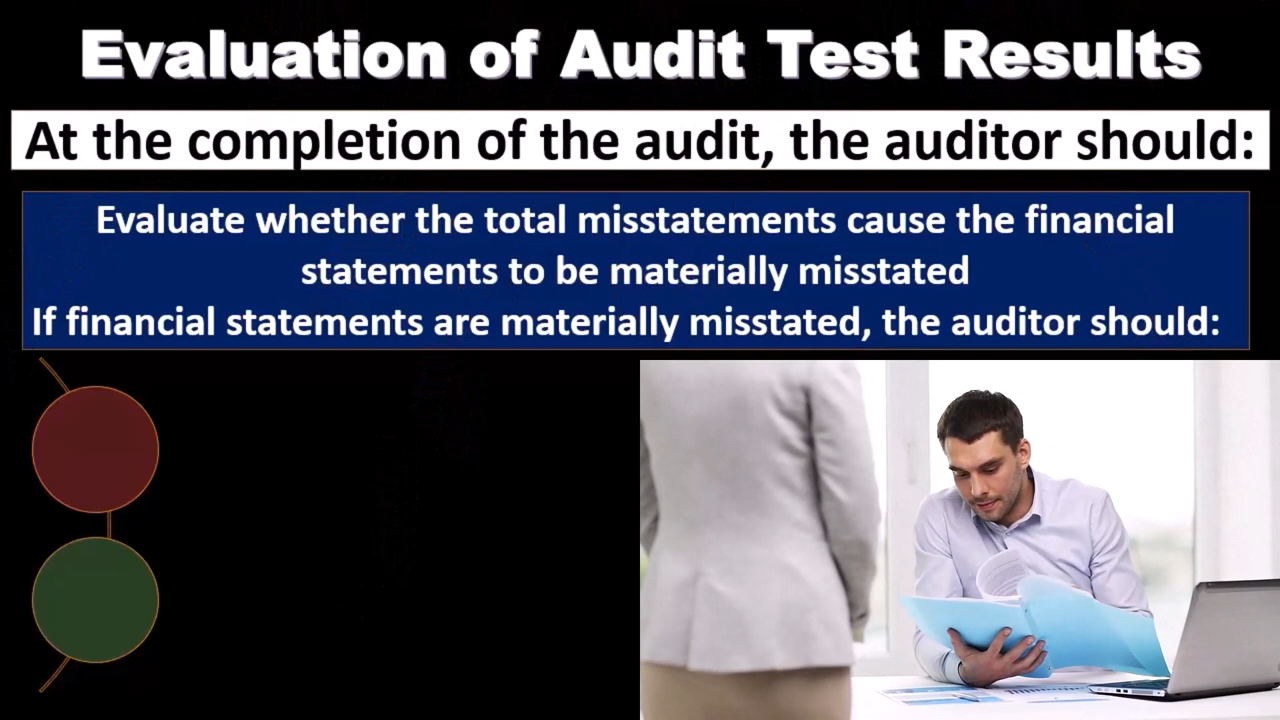 Evaluation of Audit Test Results
At the completion of the audit, the auditor should:
Evaluate whether the total misstatements cause the financial
statements to be materially misstated
If financial statements are materially misstated, the auditor should: